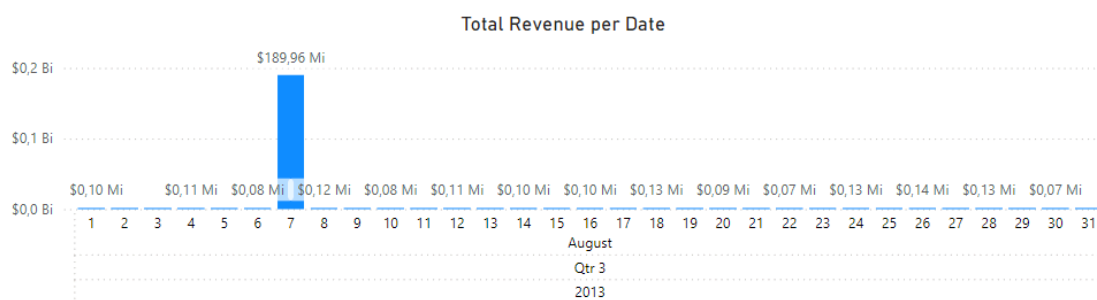 Total Revenue per Date
$189,96 Mi
$0,2 Bi
$0,1 Bi
$0,10 Mi $0,11 Mi $0,08 Mi $0,12 Mi $0,08 Mi $0,11 Mi $0,10 Mi $0,10 Mi $0,13 Mi $0,09 Mi $0,07 Mi $0,13 Mi $0,14 Mi $0,13 Mi $0,07 Mi
$0,0 Bi
1 2 3 4 5 6 7 8 9 10 11 12 13 14 15 16 17 18 19 20 21 22 23 24 25 26 27 28 29 30 31
August
Qtr 3
2013